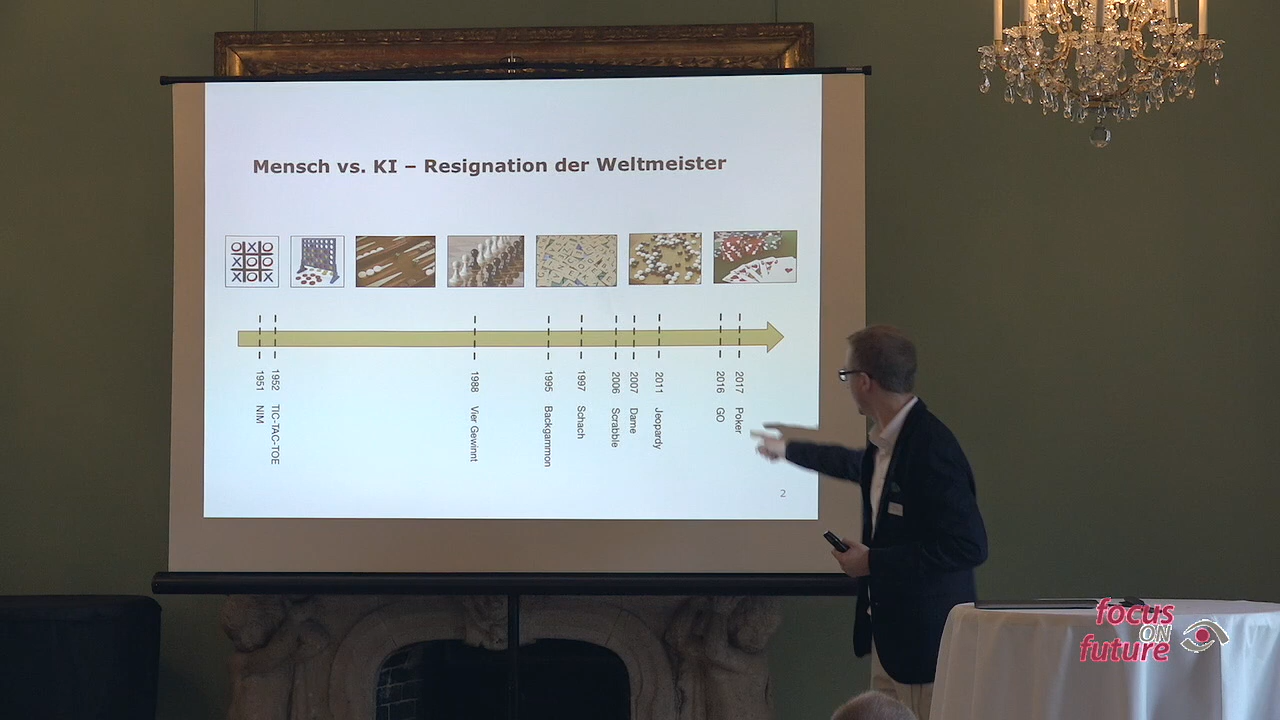 Mensch vs. KI – Resignation der Weltmeister
1951 NIM
1952 TIC-TAC-TOE
1988 Vier Gewinnt
1995 Backgammon
1997 Schach
2006 Scrabble
2007 Dame
2011 Jeopardy
2016 GO
2017 Poker
2
focus
ON
future